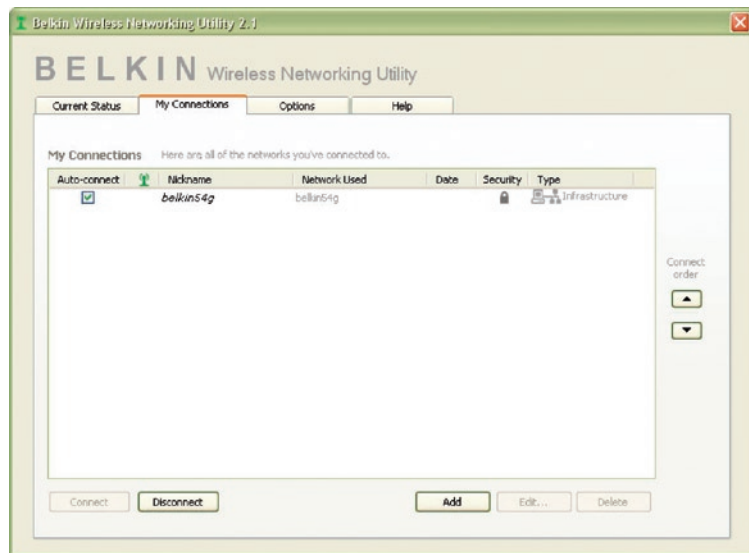 Belkin Wireless Networking Utility 2.1
BELKIN Wireless Networking Utility
Current Status My Connections Options Help
My Connections Here are all of the networks you've connected to.
Auto-connect Nickname Network Used Date Security Type
belkin54g belkin54g Infrastructure
Connect
order
Connect Disconnect Add Edit... Delete